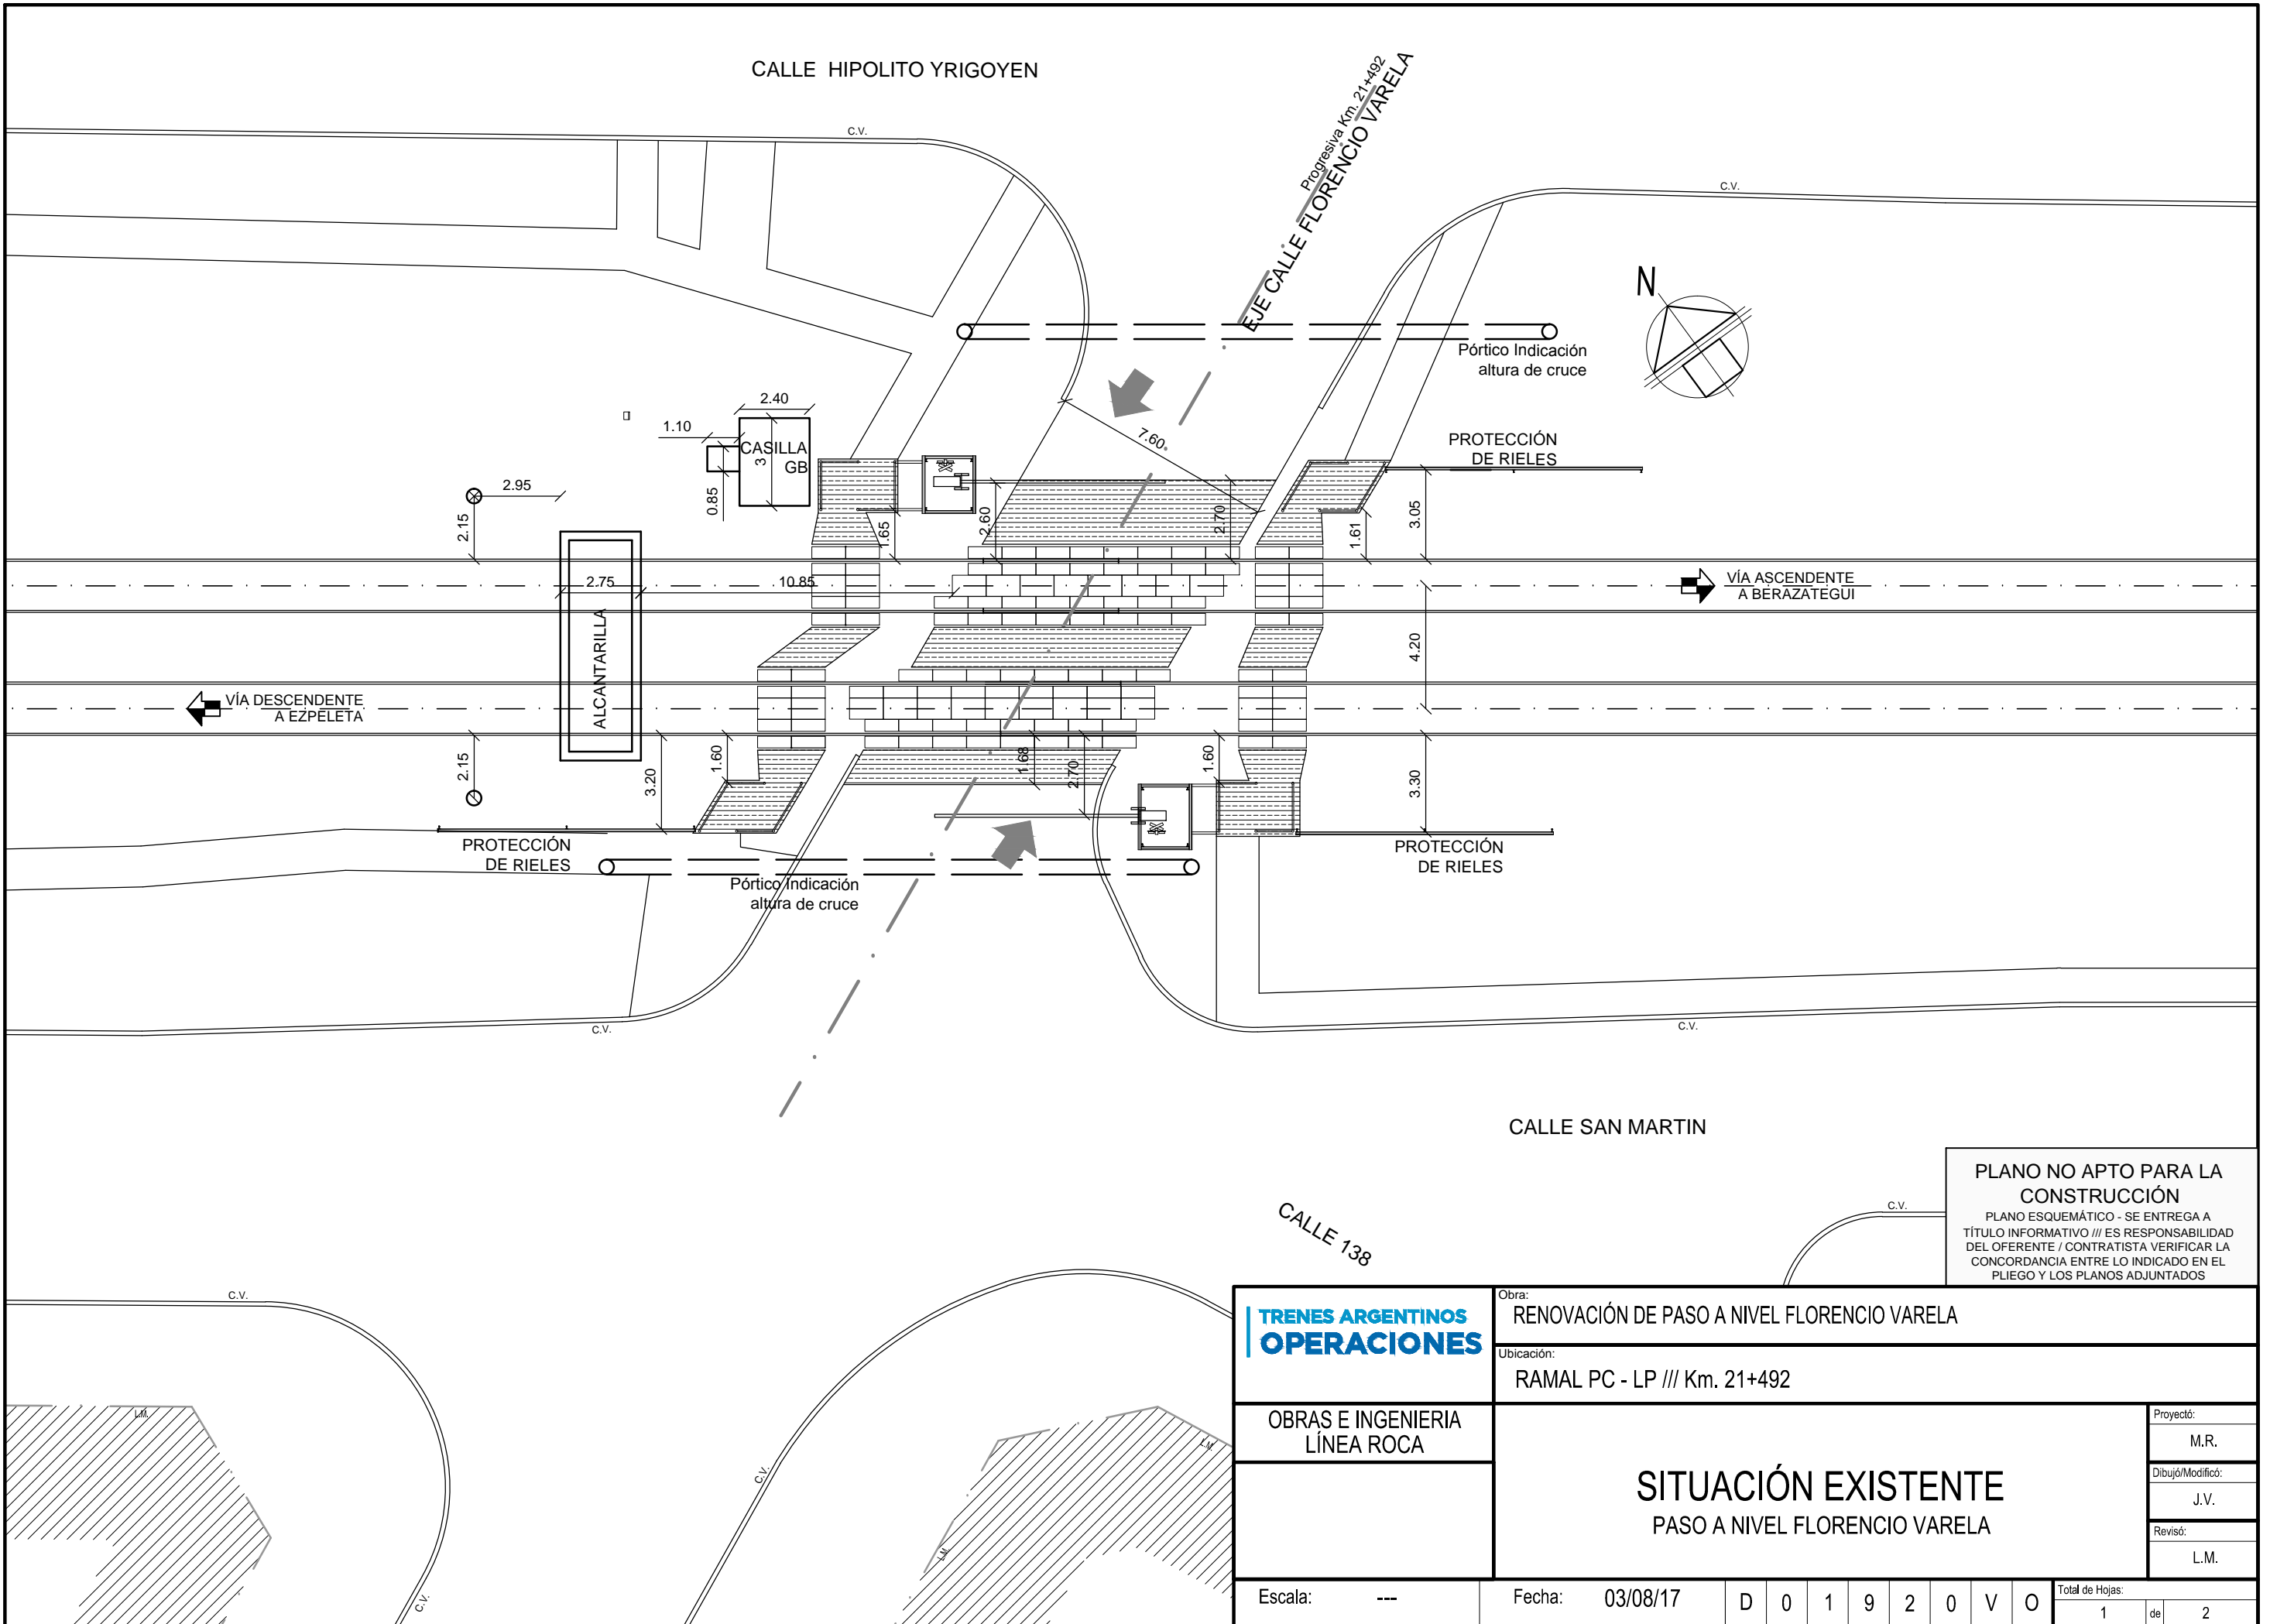 CALLE HIPOLITO YRIGOYEN
Progresiva Km. 21+492
EJE CALLE FLORENCIO VARELA
C.V.
C.V.
N
Pórtico Indicación
altura de cruce
2.40
1.10
CASILLA
GB
3
0.85
7.60
PROTECCIÓN
DE RIELES
2.95
2.15
1.65
2.60
2.70
1.61
3.05
2.75
10.85
VÍA ASCENDENTE
A BERAZATEGUI
ALCANTARILLA
4.20
VÍA DESCENDENTE
A EZPELETA
2.15
3.20
1.60
1.68
2.70
1.60
3.30
PROTECCIÓN
DE RIELES
PROTECCIÓN
DE RIELES
Pórtico Indicación
altura de cruce
C.V.
C.V.
CALLE SAN MARTIN
CALLE 138
C.V.
C.V.
L.M.
C.V.
C.V.
L.M.
L.M.
PLANO NO APTO PARA LA
CONSTRUCCIÓN
PLANO ESQUEMÁTICO - SE ENTREGA A
TÍTULO INFORMATIVO /// ES RESPONSABILIDAD
DEL OFERENTE / CONTRATISTA VERIFICAR LA
CONCORDANCIA ENTRE LO INDICADO EN EL
PLIEGO Y LOS PLANOS ADJUNTADOS
TRENES ARGENTINOS
OPERACIONES
Obra:
RENOVACIÓN DE PASO A NIVEL FLORENCIO VARELA
Ubicación:
RAMAL PC - LP /// Km. 21+492
OBRAS E INGENIERIA
LÍNEA ROCA
SITUACIÓN EXISTENTE
PASO A NIVEL FLORENCIO VARELA
Proyectó:
M.R.
Dibujó/Modificó:
J.V.
Revisó:
L.M.
Escala: ---
Fecha: 03/08/17
D 0 1 9 2 0 V O
Total de Hojas:
1 de 2